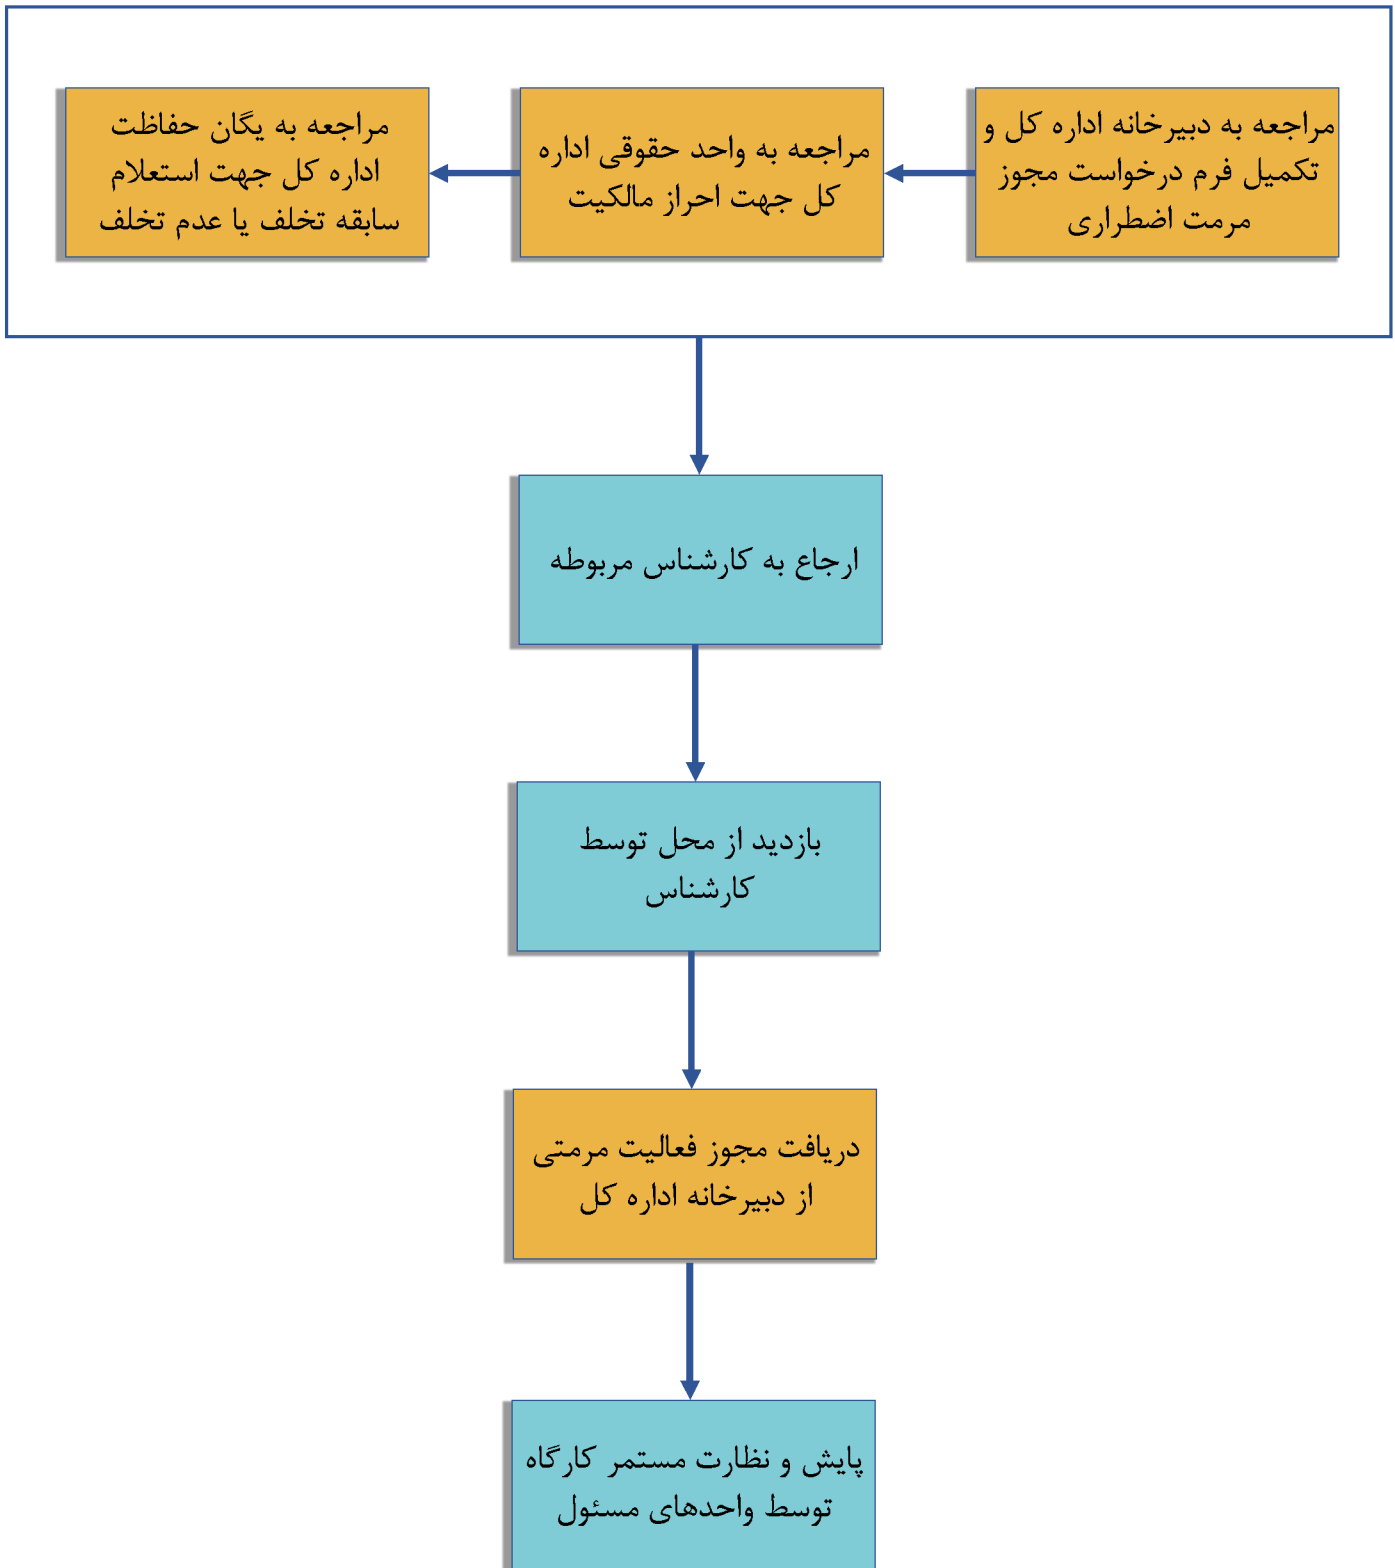 مراجعه به دبیرخانه اداره کل و
تکمیل فرم درخواست مجوز
مرمت اضطراری
مراجعه به واحد حقوقی اداره
کل جهت احراز مالکیت
مراجعه به یگان حفاظت
اداره کل جهت استعلام
سابقه تخلف یا عدم تخلف
ارجاع به کارشناس مربوطه
بازدید از محل توسط
کارشناس
دریافت مجوز فعالیت مرمتی
از دبیرخانه اداره کل
پایش و نظارت مستمر کارگاه
توسط واحدهای مسئول